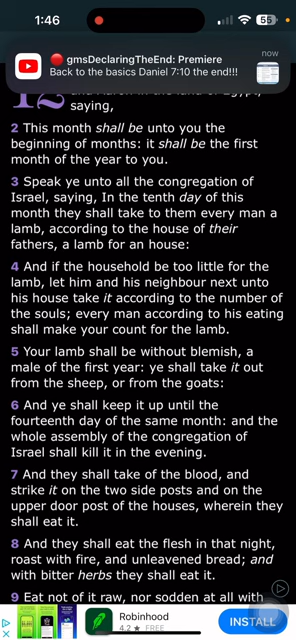 1:46
55
gmsDeclaringTheEnd: Premiere
now
Back to the basics Daniel 7:10 the end!!!
12
saying,
2 This month shall be unto you the
beginning of months: it shall be the first
month of the year to you.
3 Speak ye unto all the congregation of
Israel, saying, In the tenth day of this
month they shall take to them every man a
lamb, according to the house of their
fathers, a lamb for an house:
4 And if the household be too little for the
lamb, let him and his neighbour next unto
his house take it according to the number of
the souls; every man according to his eating
shall make your count for the lamb.
5 Your lamb shall be without blemish, a
male of the first year: ye shall take it out
from the sheep, or from the goats:
6 And ye shall keep it up until the
fourteenth day of the same month: and the
whole assembly of the congregation of
Israel shall kill it in the evening.
7 And they shall take of the blood, and
strike it on the two side posts and on the
upper door post of the houses, wherein they
shall eat it.
8 And they shall eat the flesh in that night,
roast with fire, and unleavened bread; and
with bitter herbs they shall eat it.
9 Eat not of it raw, nor sodden at all with
Robinhood
4.2 ★ FREE
INSTALL